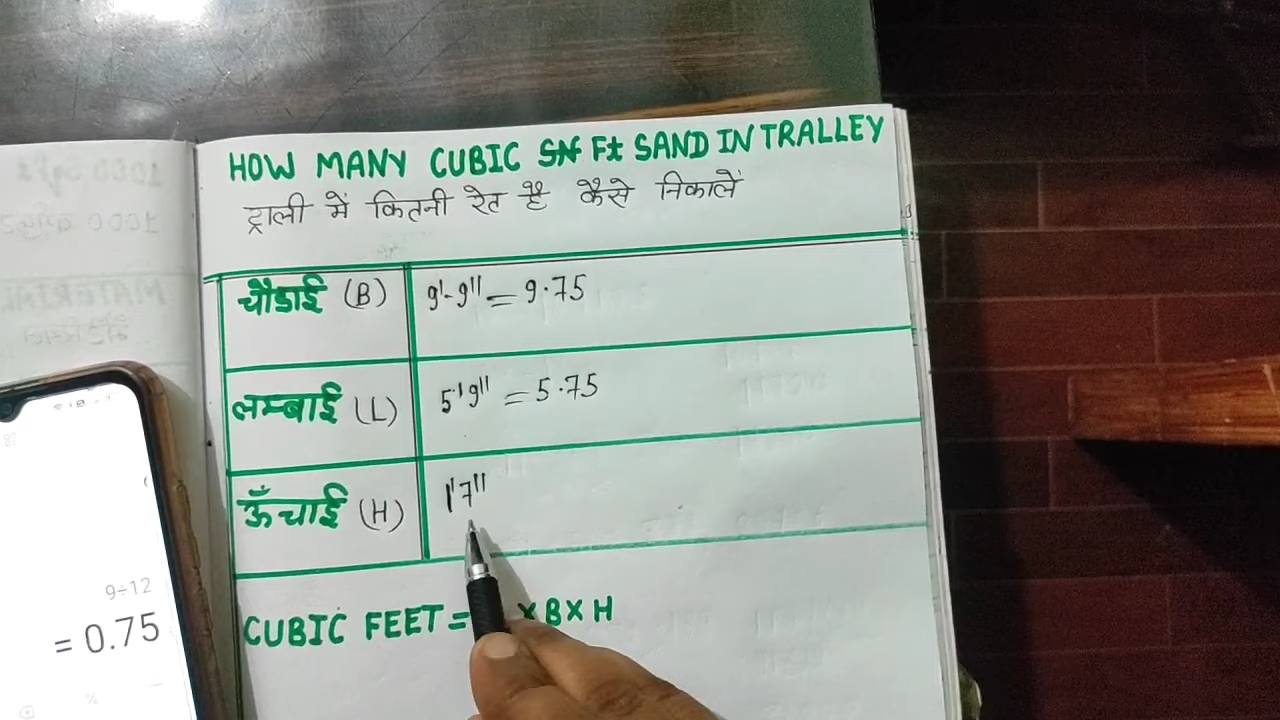 HOW MANY CUBIC Ft SAND IN TRALLEY
ट्राली में कितनी रेत है कैसे निकालें
चौडाई (B) 9'-9" = 9.75
लम्बाई (L) 5'9" = 5.75
ऊँचाई (H) 1'7"
CUBIC FEET = × B × H
9÷12
= 0.75